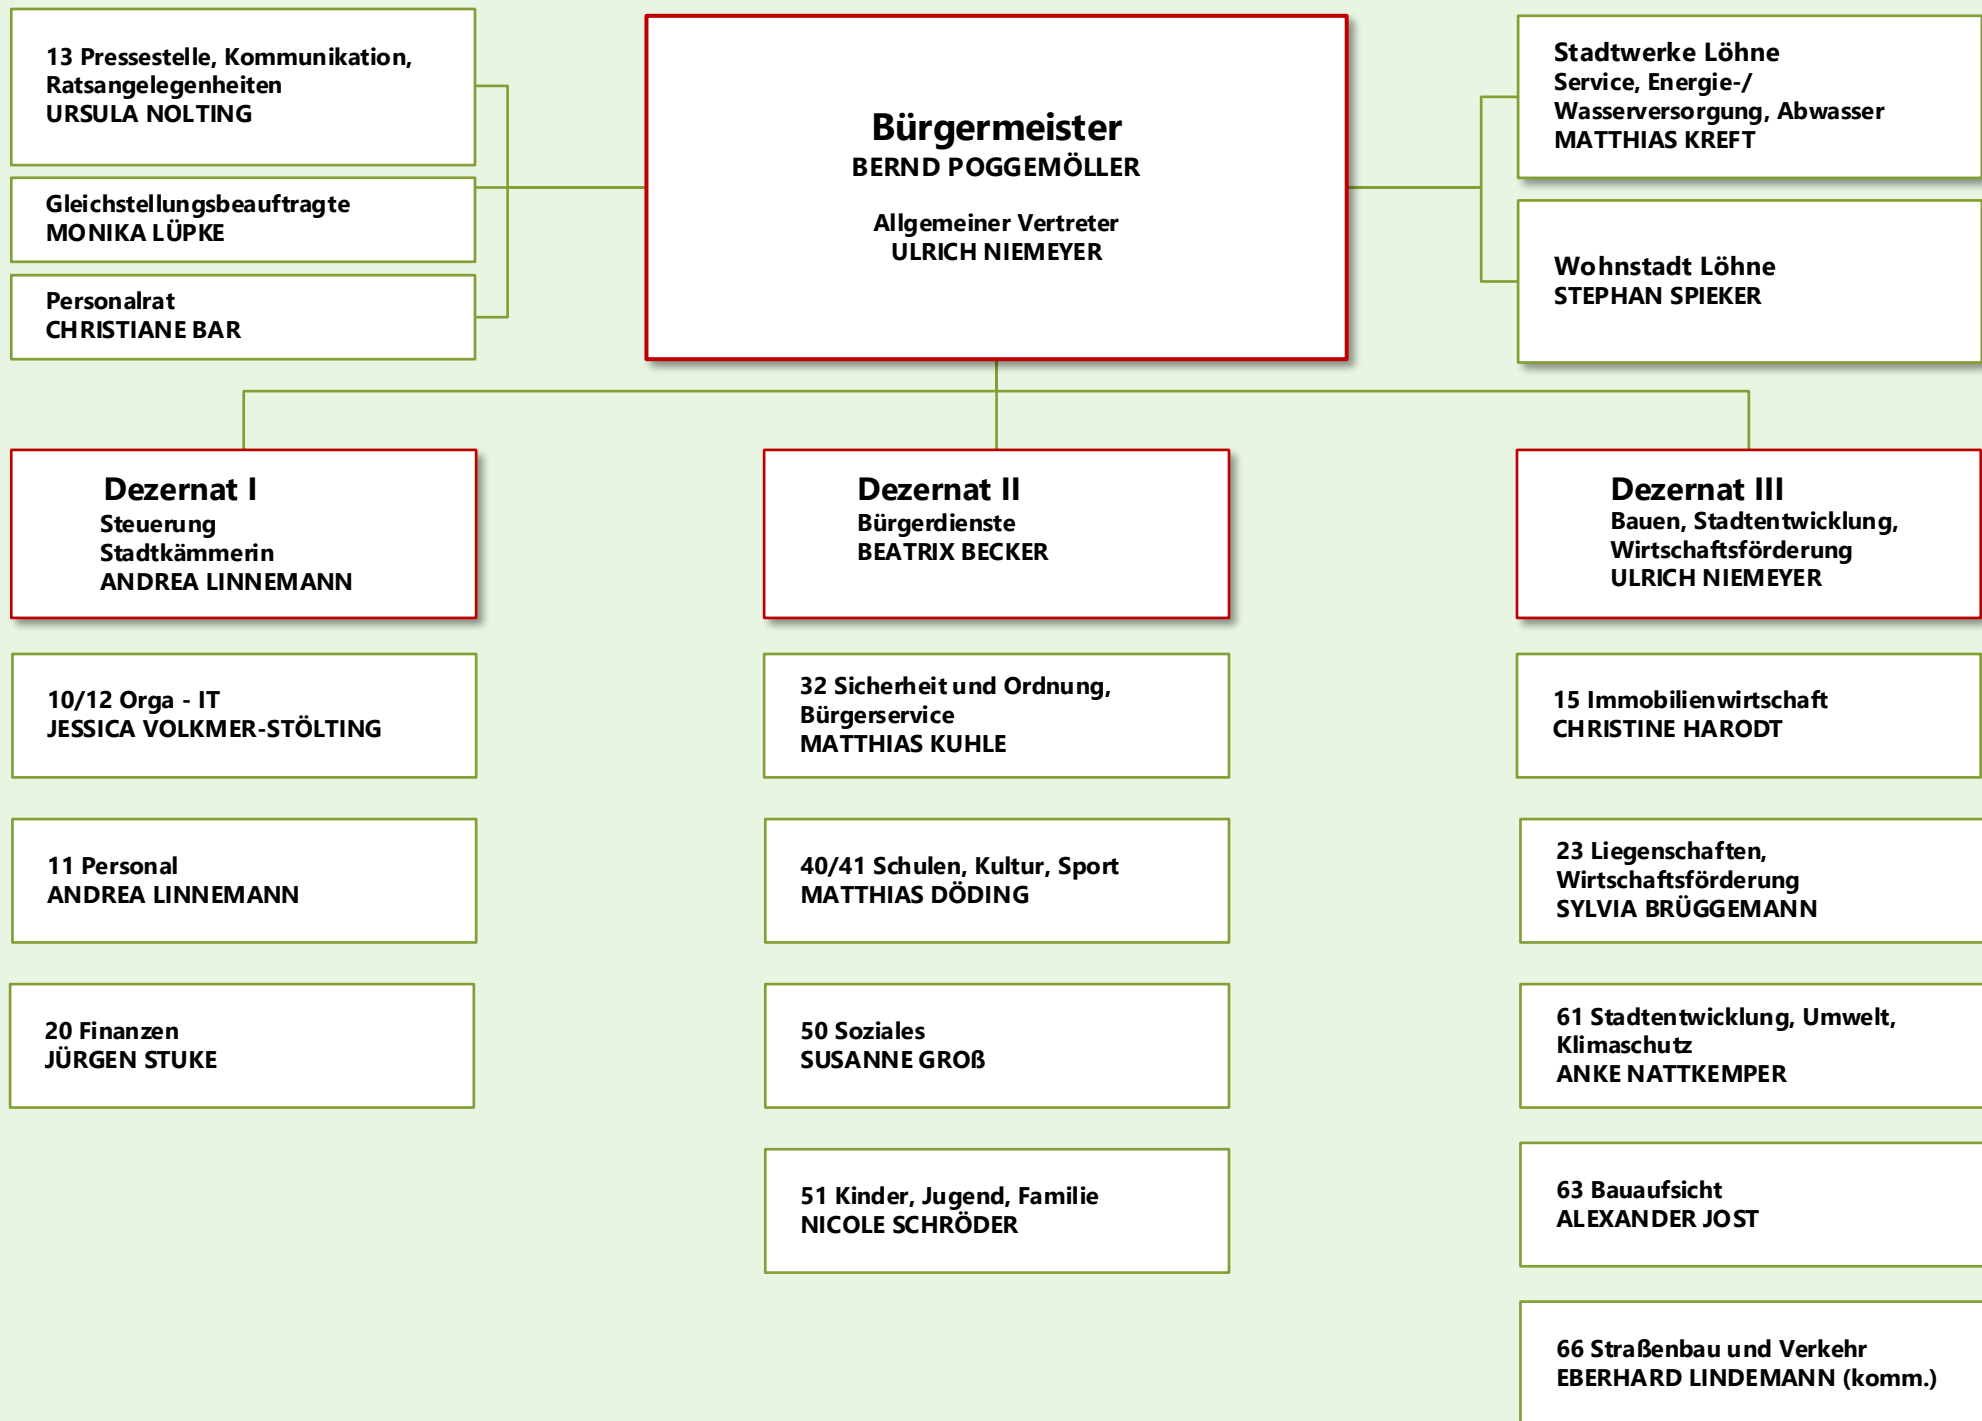 13 Pressestelle, Kommunikation,
Ratsangelegenheiten
URSULA NOLTING
Gleichstellungsbeauftragte
MONIKA LÜPKE
Personalrat
CHRISTIANE BAR
Bürgermeister
BERND POGGEMÖLLER
Allgemeiner Vertreter
ULRICH NIEMEYER
Stadtwerke Löhne
Service, Energie-/
Wasserversorgung, Abwasser
MATTHIAS KREFT
Wohnstadt Löhne
STEPHAN SPIEKER
Dezernat I
Steuerung
Stadtkämmerin
ANDREA LINNEMANN
10/12 Orga - IT
JESSICA VOLKMER-STÖLTING
11 Personal
ANDREA LINNEMANN
20 Finanzen
JÜRGEN STUKE
Dezernat II
Bürgerdienste
BEATRIX BECKER
32 Sicherheit und Ordnung,
Bürgerservice
MATTHIAS KUHLE
40/41 Schulen, Kultur, Sport
MATTHIAS DÖDING
50 Soziales
SUSANNE GROß
51 Kinder, Jugend, Familie
NICOLE SCHRÖDER
Dezernat III
Bauen, Stadtentwicklung,
Wirtschaftsförderung
ULRICH NIEMEYER
15 Immobilienwirtschaft
CHRISTINE HARODT
23 Liegenschaften,
Wirtschaftsförderung
SYLVIA BRÜGGEMANN
61 Stadtentwicklung, Umwelt,
Klimaschutz
ANKE NATTKEMPER
63 Bauaufsicht
ALEXANDER JOST
66 Straßenbau und Verkehr
EBERHARD LINDEMANN (komm.)